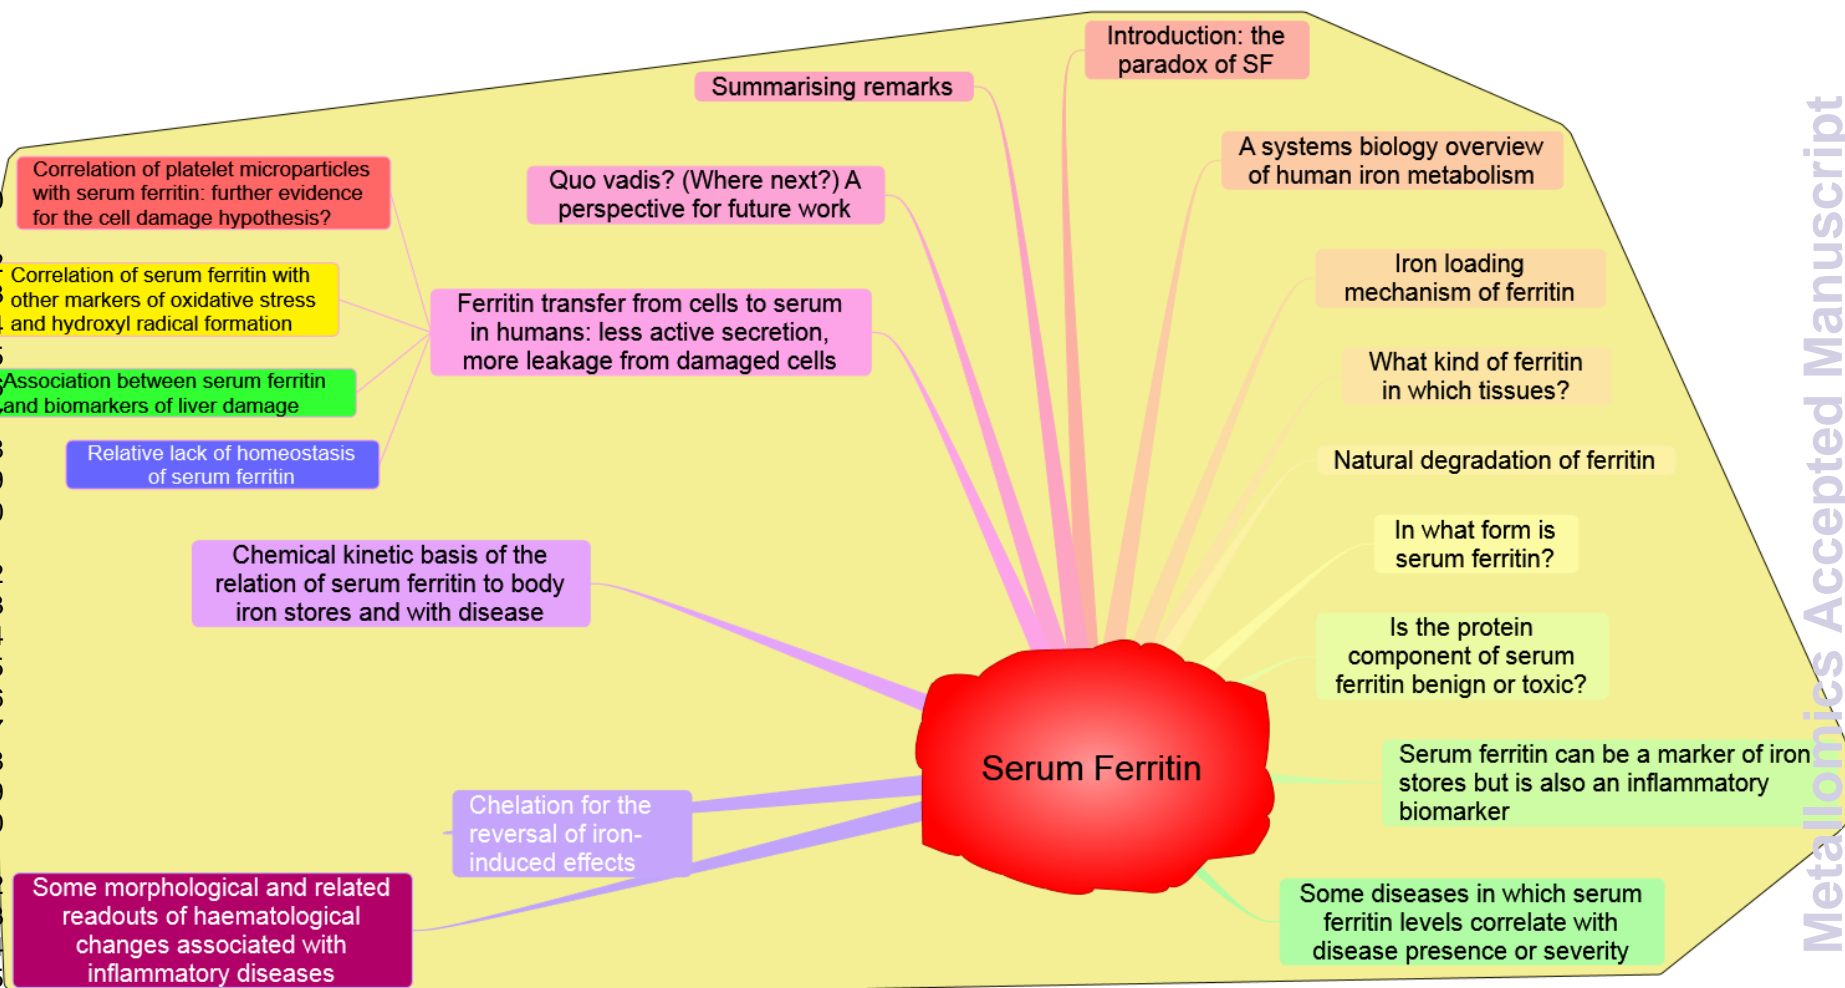 Introduction: the
paradox of SF
Summarising remarks
A systems biology overview
of human iron metabolism
Correlation of platelet microparticles
with serum ferritin: further evidence
for the cell damage hypothesis?
Quo vadis? (Where next?) A
perspective for future work
Iron loading
mechanism of ferritin
Correlation of serum ferritin with
other markers of oxidative stress
and hydroxyl radical formation
Ferritin transfer from cells to serum
in humans: less active secretion,
more leakage from damaged cells
What kind of ferritin
in which tissues?
Association between serum ferritin
and biomarkers of liver damage
Natural degradation of ferritin
Relative lack of homeostasis
of serum ferritin
In what form is
serum ferritin?
Chemical kinetic basis of the
relation of serum ferritin to body
iron stores and with disease
Is the protein
component of serum
ferritin benign or toxic?
Serum Ferritin
Serum ferritin can be a marker of iron
stores but is also an inflammatory
biomarker
Chelation for the
reversal of iron-
induced effects
Some morphological and related
readouts of haematological
changes associated with
inflammatory diseases
Some diseases in which serum
ferritin levels correlate with
disease presence or severity
Metallomics Accepted Manuscript